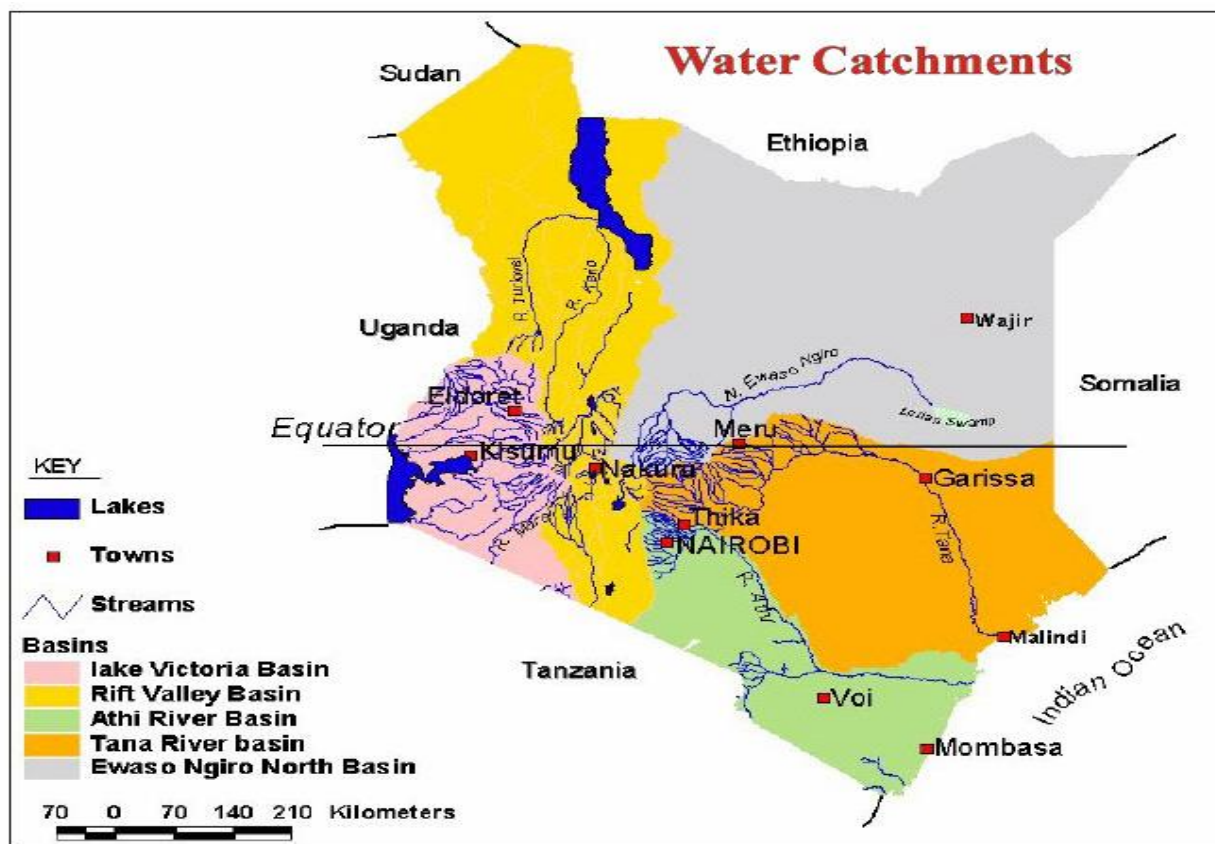 Water Catchments
Sudan
Ethiopia
R. Turkwel
R. Kerio
Uganda
Wajir
N. Ewaso Ngiro
Somalia
Eldoret
Lorian Swamp
Equator
Meru
KEY
Kisumu
Nakuru
Garissa
Lakes
Thika
R. Mara
NAIROBI
R. Tana
Towns
R. Athi
Streams
Malindi
Basins
Tanzania
Indian Ocean
lake Victoria Basin
Rift Valley Basin
Voi
Athi River Basin
Tana River basin
Mombasa
Ewaso Ngiro North Basin
70 0 70 140 210 Kilometers